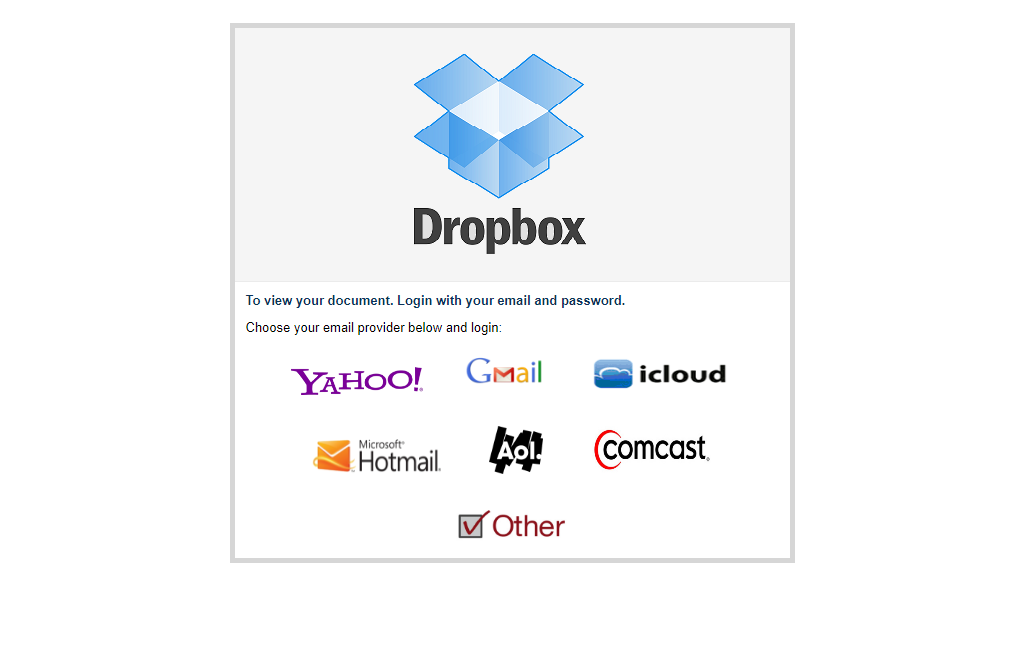 Dropbox
To view your document. Login with your email and password.
Choose your email provider below and login:
YAHOO!
Gmail
icloud
Microsoft®
Hotmail
Aol.
Comcast®
Other